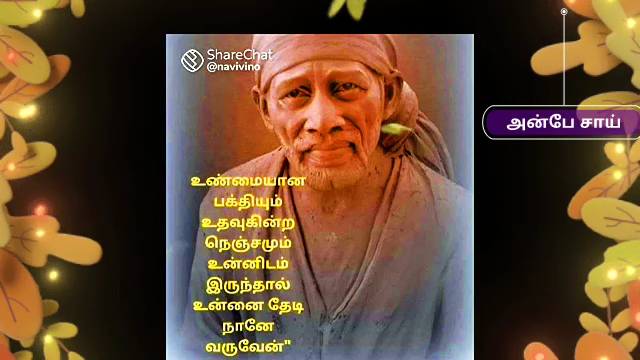 ShareChat
@navivino
அன்பே சாய்
உண்மையான
பக்தியும்
உதவுகின்ற
நெஞ்சமும்
உன்னிடம்
இருந்தால்
உன்னை தேடி
நானே
வருவேன்"